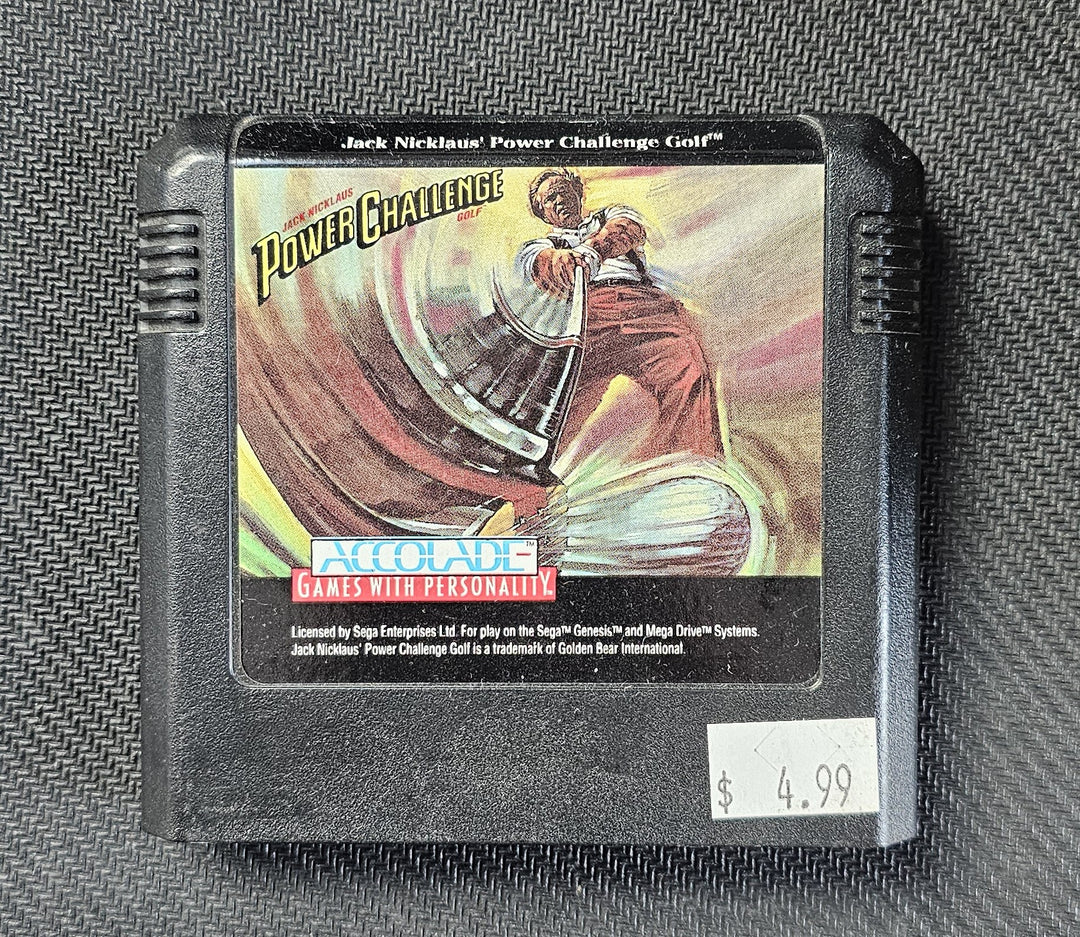 Jack Nicklaus' Power Challenge Golf™
JACK NICKLAUS
POWER CHALLENGE
GOLF
ACCOLADE™
GAMES WITH PERSONALITY™
Licensed by Sega Enterprises Ltd. For play on the Sega™ Genesis™ and Mega Drive™ Systems.
Jack Nicklaus' Power Challenge Golf is a trademark of Golden Bear International.
$ 4.99